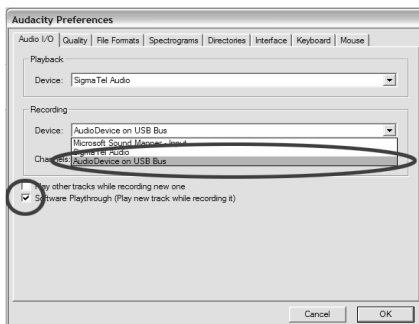 Audacity Preferences
Audio I/O Quality File Formats Spectrograms Directories Interface Keyboard Mouse
Playback
Device: SigmaTel Audio
Recording
Device: AudioDevice on USB Bus
Microsoft Sound Mapper - Input
SigmaTel Audio
Channels: AudioDevice on USB Bus
Play other tracks while recording new one
Software Playthrough (Play new track while recording it)
Cancel OK